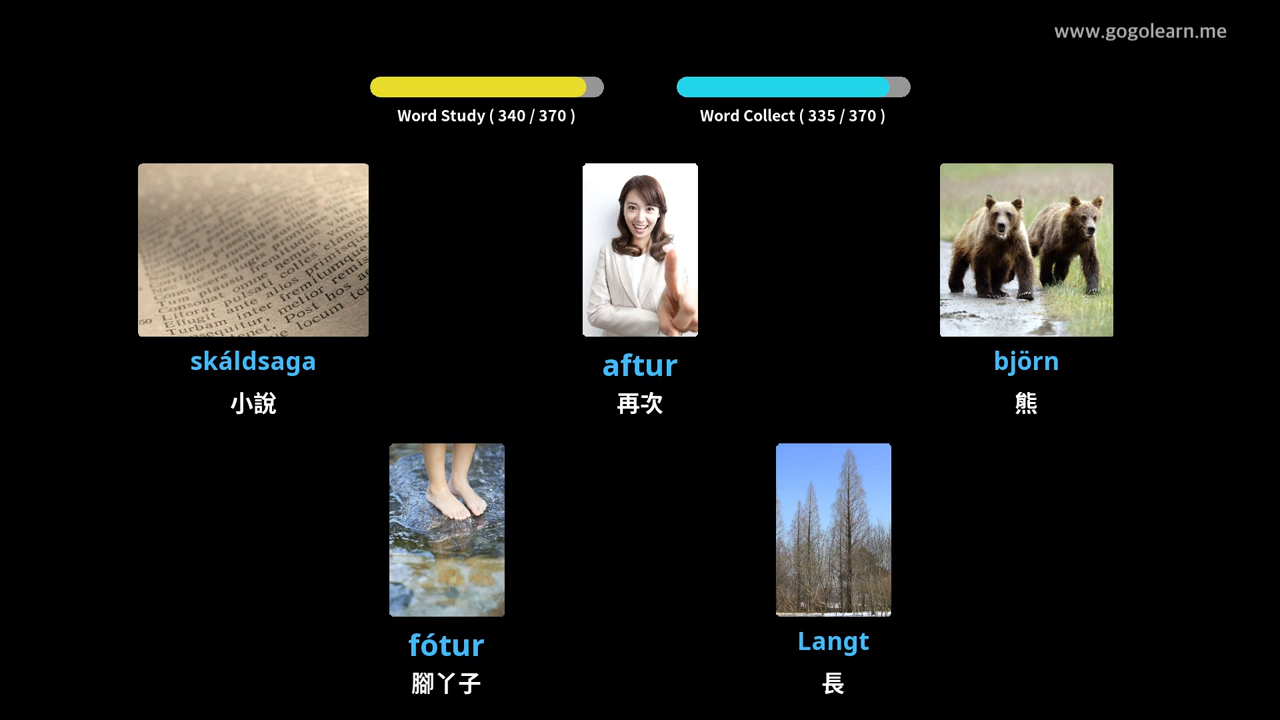 www.gogolearn.me
Word Study ( 340 / 370 )
Word Collect ( 335 / 370 )
skáldsaga
小說
aftur
再次
björn
熊
fótur
腳丫子
Langt
長